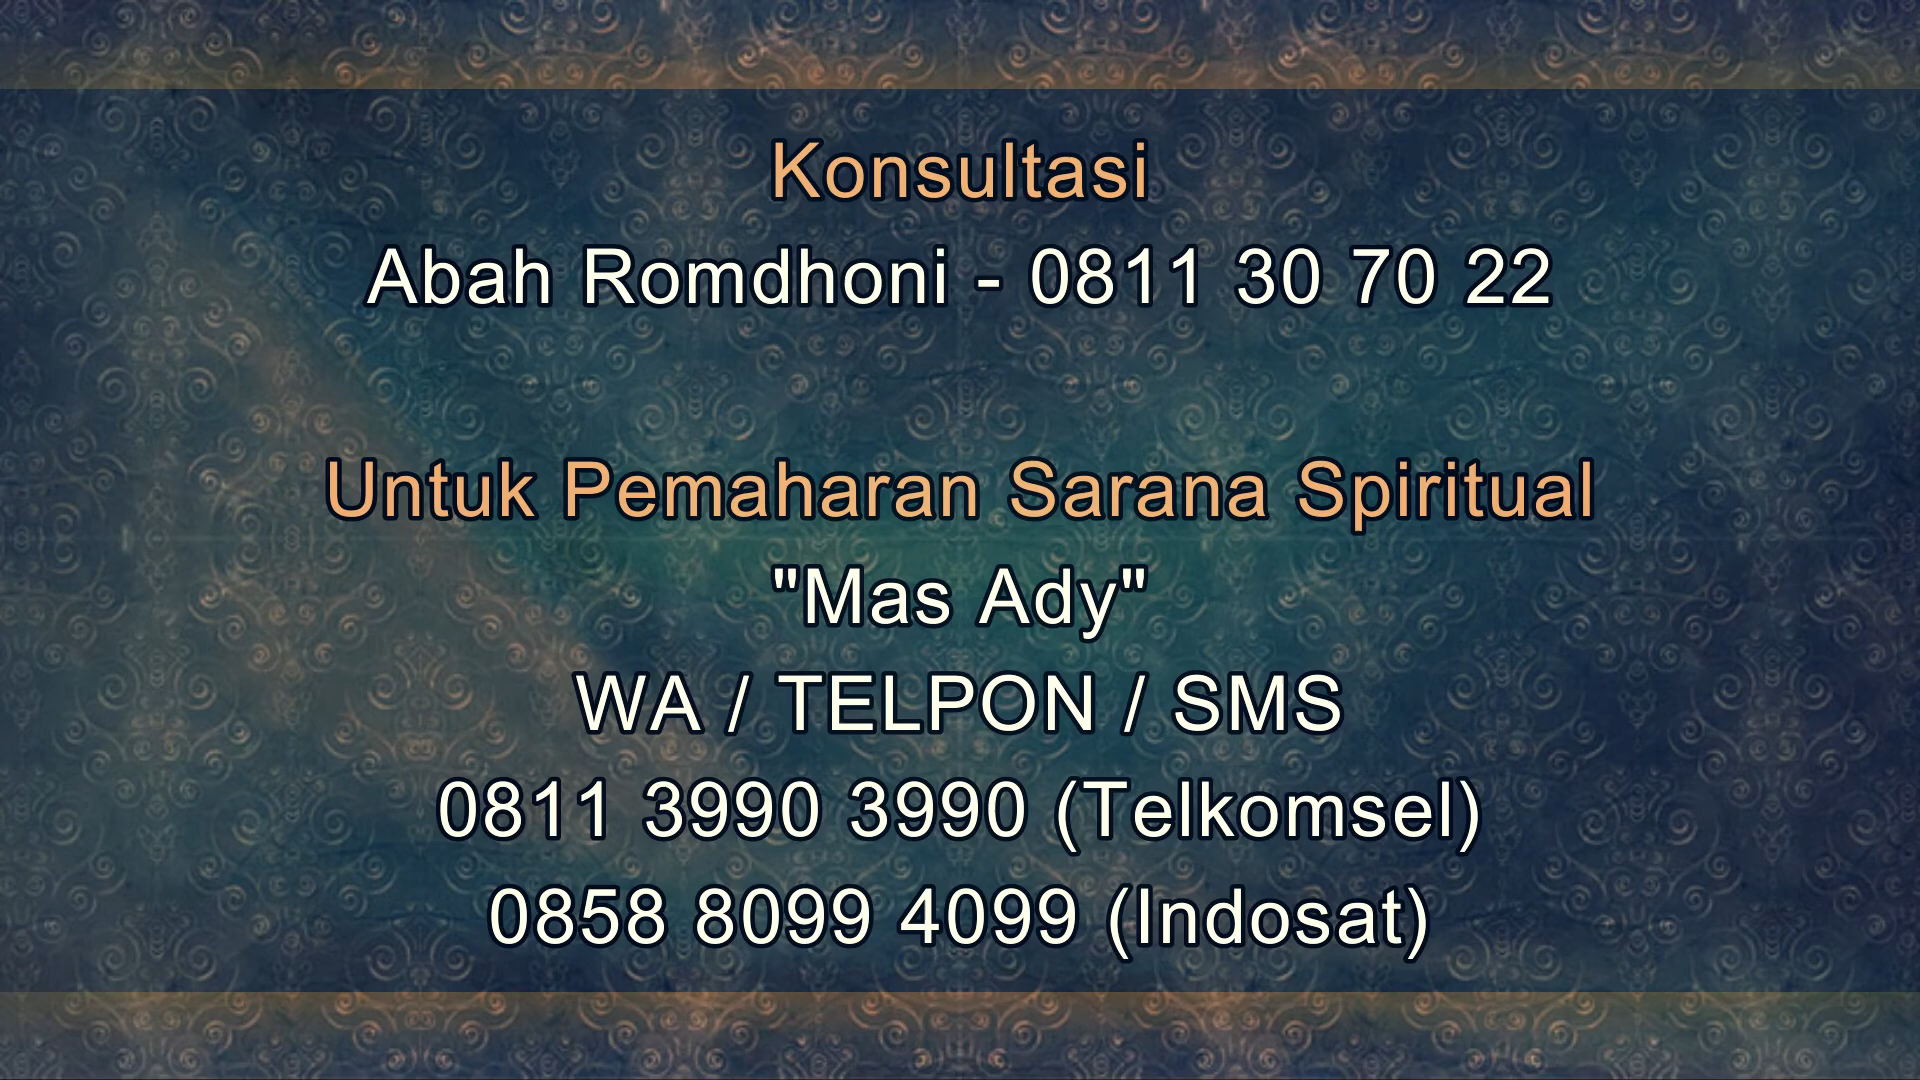 Konsultasi
Abah Romdhoni - 0811 30 70 22
Untuk Pemaharan Sarana Spiritual
"Mas Ady"
WA / TELPON / SMS
0811 3990 3990 (Telkomsel)
0858 8099 4099 (Indosat)